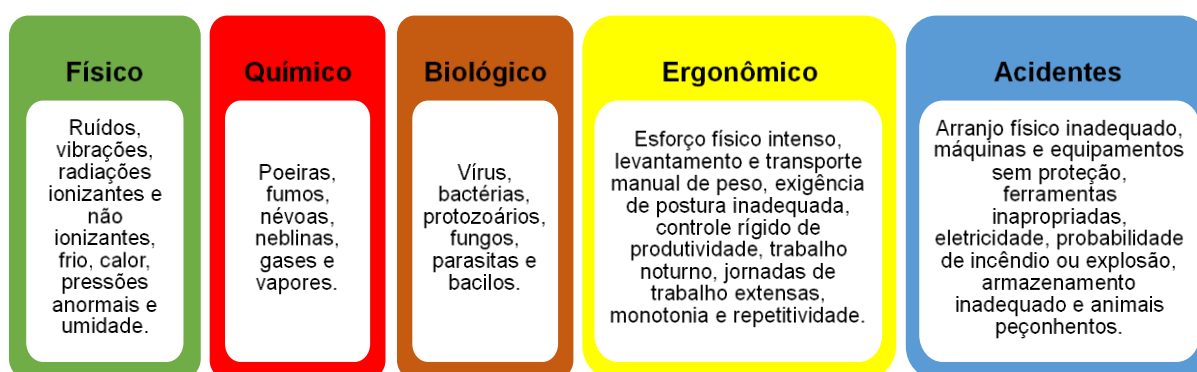 Físico
Ruídos,
vibrações,
radiações
ionizantes e
não
ionizantes,
frio, calor,
pressões
anormais e
umidade.
Químico
Poeiras,
fumos,
névoas,
neblinas,
gases e
vapores.
Biológico
Vírus,
bactérias,
protozoários,
fungos,
parasitas e
bacilos.
Ergonômico
Esforço físico intenso,
levantamento e transporte
manual de peso, exigência
de postura inadequada,
controle rígido de
produtividade, trabalho
noturno, jornadas de
trabalho extensas,
monotonia e repetitividade.
Acidentes
Arranjo físico inadequado,
máquinas e equipamentos
sem proteção,
ferramentas
inapropriadas,
eletricidade, probabilidade
de incêndio ou explosão,
armazenamento
inadequado e animais
peçonhentos.